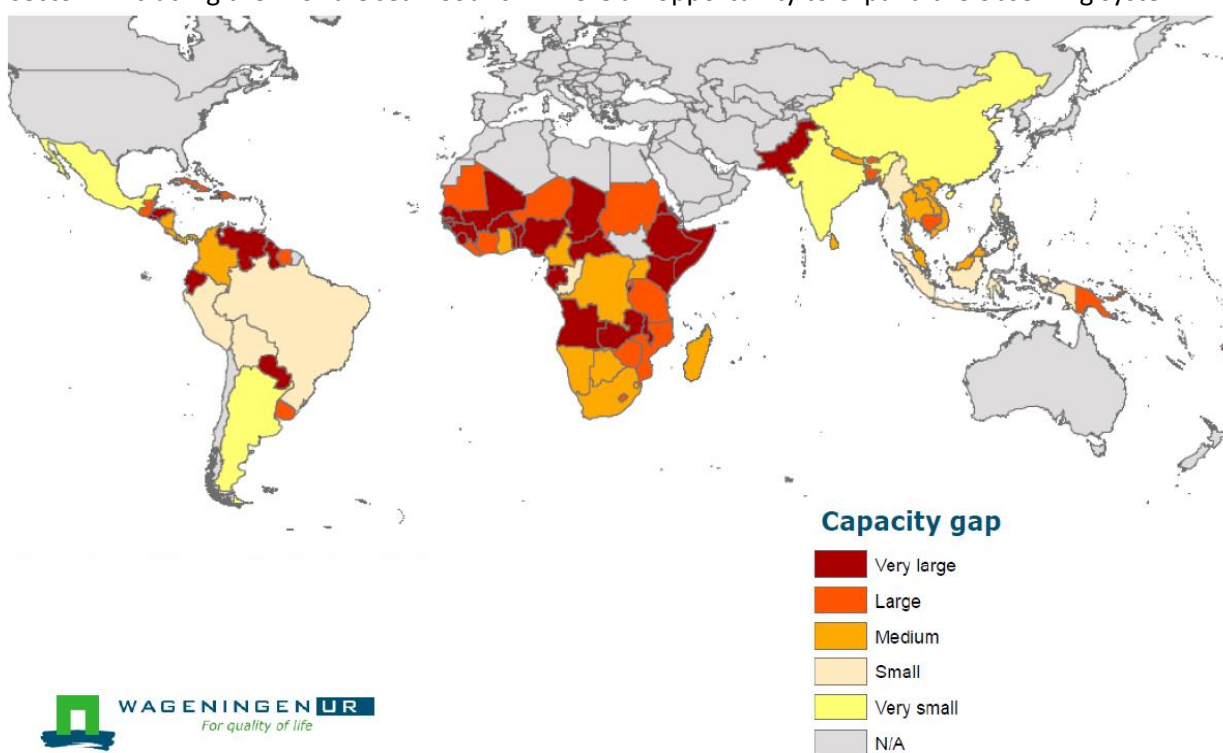 Capacity gap
Very large
Large
Medium
Small
Very small
N/A
WAGENINGEN UR
For quality of life